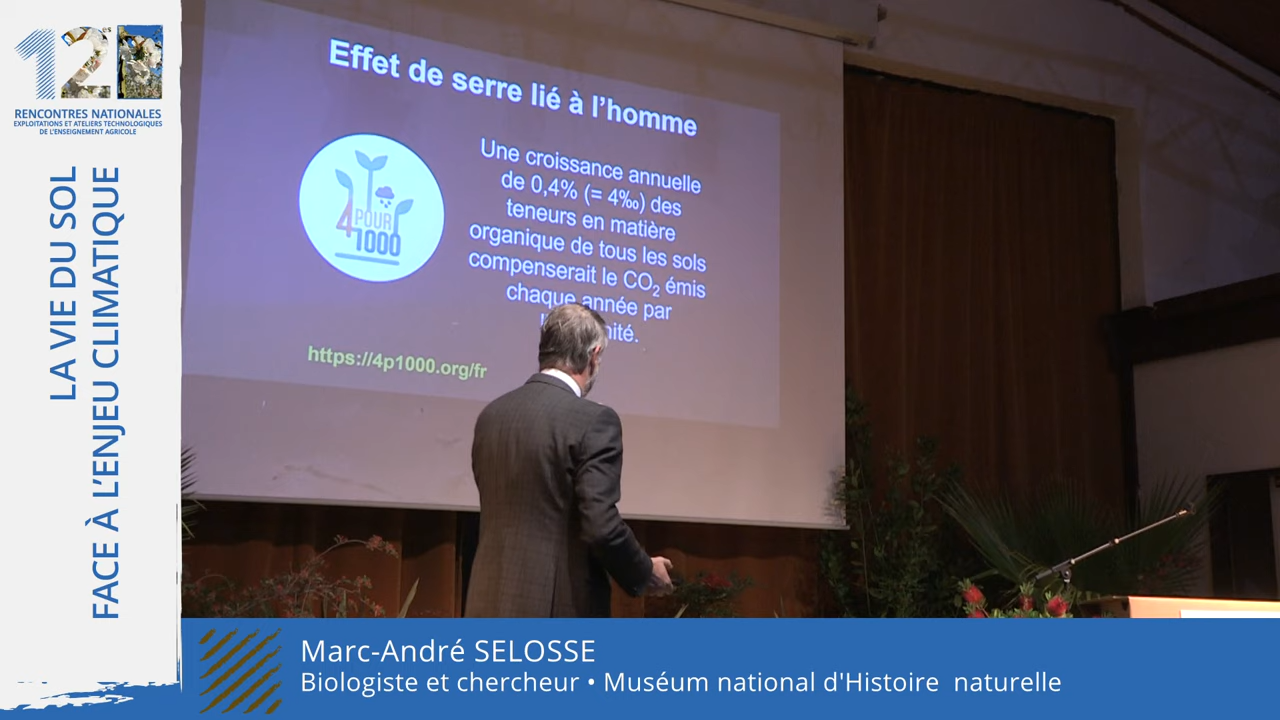 12es
RENCONTRES NATIONALES
EXPLOITATIONS ET ATELIERS TECHNOLOGIQUES
DE L'ENSEIGNEMENT AGRICOLE
LA VIE DU SOL
FACE À L'ENJEU CLIMATIQUE
Effet de serre lié à l'homme
4 POUR
1000
Une croissance annuelle
de 0,4% (= 4‰) des
teneurs en matière
organique de tous les sols
compenserait le CO₂ émis
chaque année par
https://4p1000.org/fr
Marc-André SELOSSE
Biologiste et chercheur • Muséum national d'Histoire naturelle